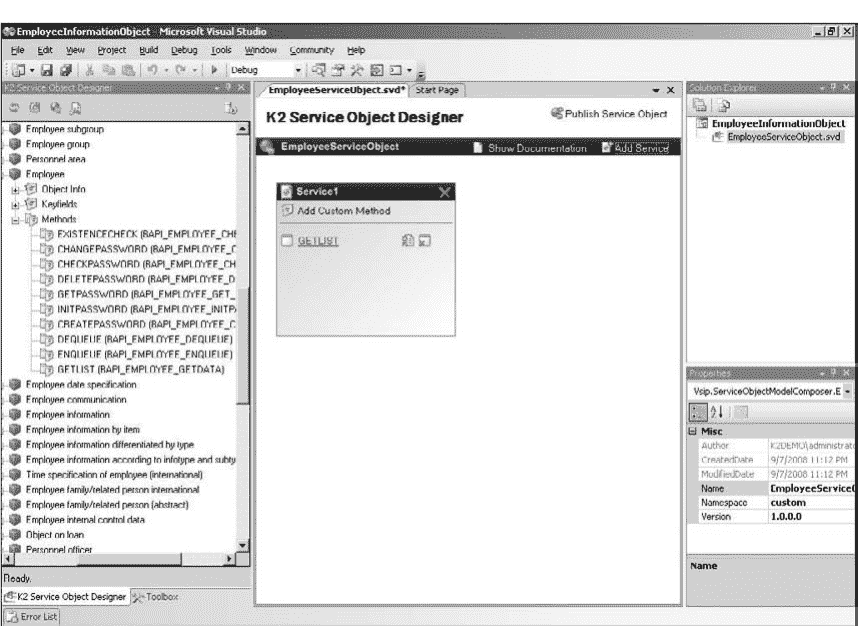 EmployeeInformationObject - Microsoft Visual Studio
File Edit View Project Build Debug Tools Window Community Help
Debug
K2 Service Object Designer
Employee subgroup
Employee group
Personnel area
Employee
Object Info
Keyfields
Methods
EXISTENCECHECK (BAPI_EMPLOYEE_CHE
CHANGEPASSWORD (BAPI_EMPLOYEE_C
CHECKPASSWORD (BAPI_EMPLOYEE_CH
DELETEPASSWORD (BAPI_EMPLOYEE_D
GETPASSWORD (BAPI_EMPLOYEE_GET_
INITPASSWORD (BAPI_EMPLOYEE_INITP
CREATEPASSWORD (BAPI_EMPLOYEE_C
DEQUEUE (BAPI_EMPLOYEE_DEQUEUE)
ENQUEUE (BAPI_EMPLOYEE_ENQUEUE)
GETLIST (BAPI_EMPLOYEE_GETDATA)
Employee date specification
Employee communication
Employee information
Employee information by item
Employee information differentiated by type
Employee information according to infotype and subty
Time specification of employee (international)
Employee family/related person international
Employee family/related person (abstract)
Employee internal control data
Object on loan
Personnel officer
Ready.
K2 Service Object Designer Toolbox
Error List
EmployeeServiceObject.svd* Start Page
K2 Service Object Designer
Publish Service Object
EmployeeServiceObject
Show Documentation Add Service
Service1
Add Custom Method
GETLIST
Solution Explorer
EmployeeInformationObject
EmployeeServiceObject.svd
Properties
Vsip.ServiceObjectModelComposer.E
Misc
Author K2DEMO\administrato
CreatedDate 9/7/2008 11:12 PM
ModifiedDate 9/7/2008 11:12 PM
Name EmployeeServiceO
Namespace custom
Version 1.0.0.0
Name